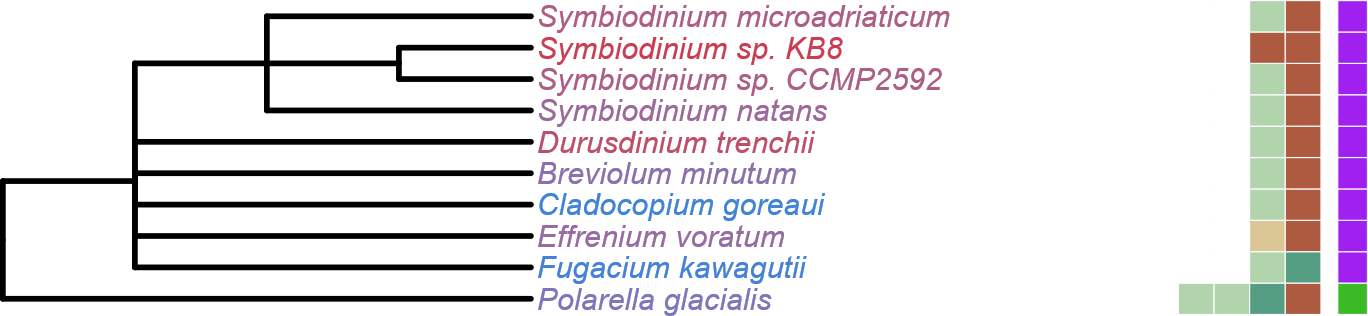 Symbiodinium microadriaticum
Symbiodinium sp. KB8
Symbiodinium sp. CCMP2592
Symbiodinium natans
Durusdinium trenchii
Breviolum minutum
Cladocopium goreaui
Effrenium voratum
Fugacium kawagutii
Polarella glacialis